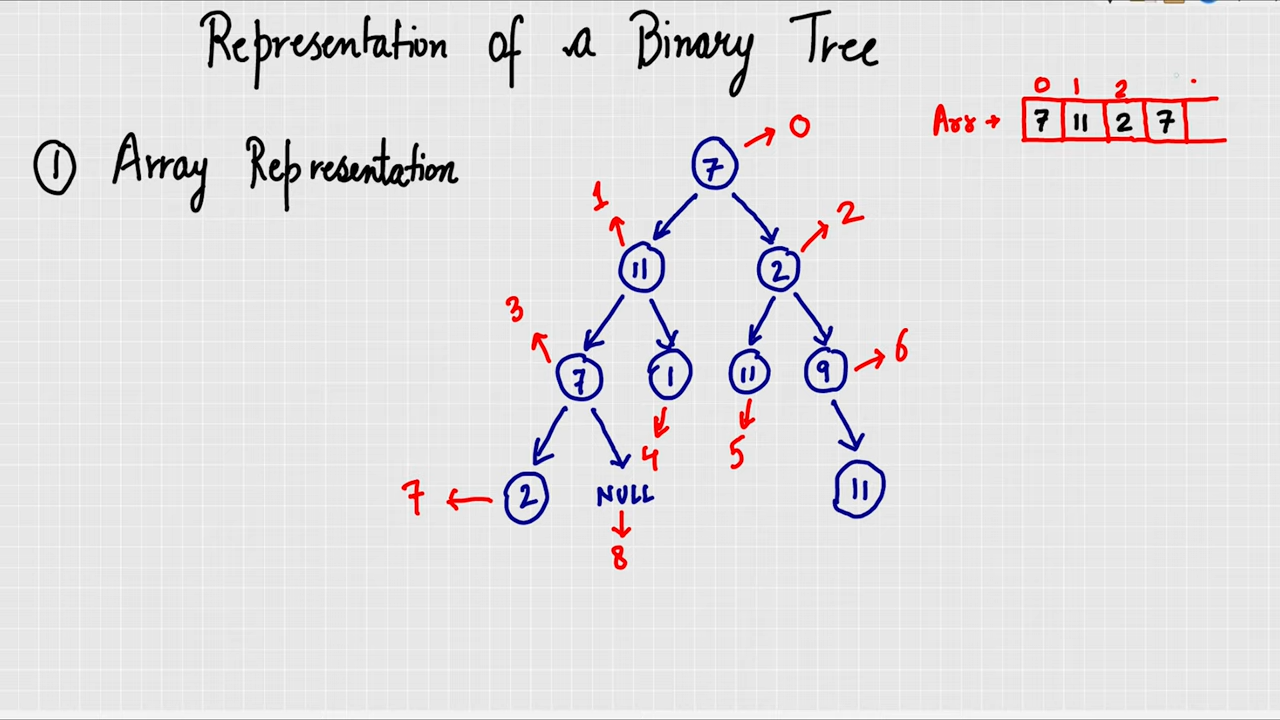 Representation of a Binary Tree
0 1 2
Arr → 7 11 2 7
① Array Representation
7 → 0
1
2
11 2
3
6
7 1 11 9
4 5
7 ← 2 NULL 11
8